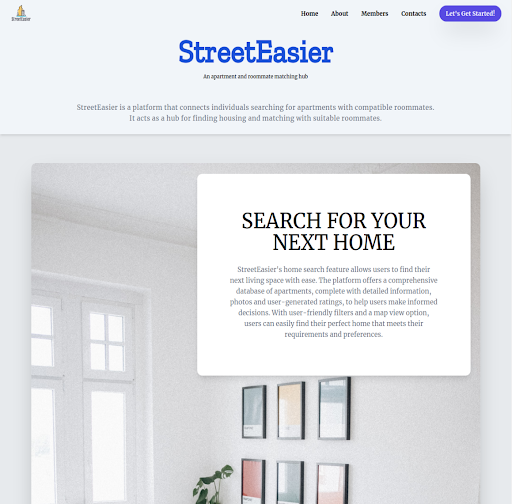 StreetEasier
Home About Members Contacts Let's Get Started!
StreetEasier
An apartment and roommate matching hub
StreetEasier is a platform that connects individuals searching for apartments with compatible roommates.
It acts as a hub for finding housing and matching with suitable roommates.
SEARCH FOR YOUR
NEXT HOME
StreetEasier's home search feature allows users to find their
next living space with ease. The platform offers a comprehensive
database of apartments, complete with detailed information,
photos and user-generated ratings, to help users make informed
decisions. With user-friendly filters and a map view option,
users can easily find their perfect home that meets their
requirements and preferences.